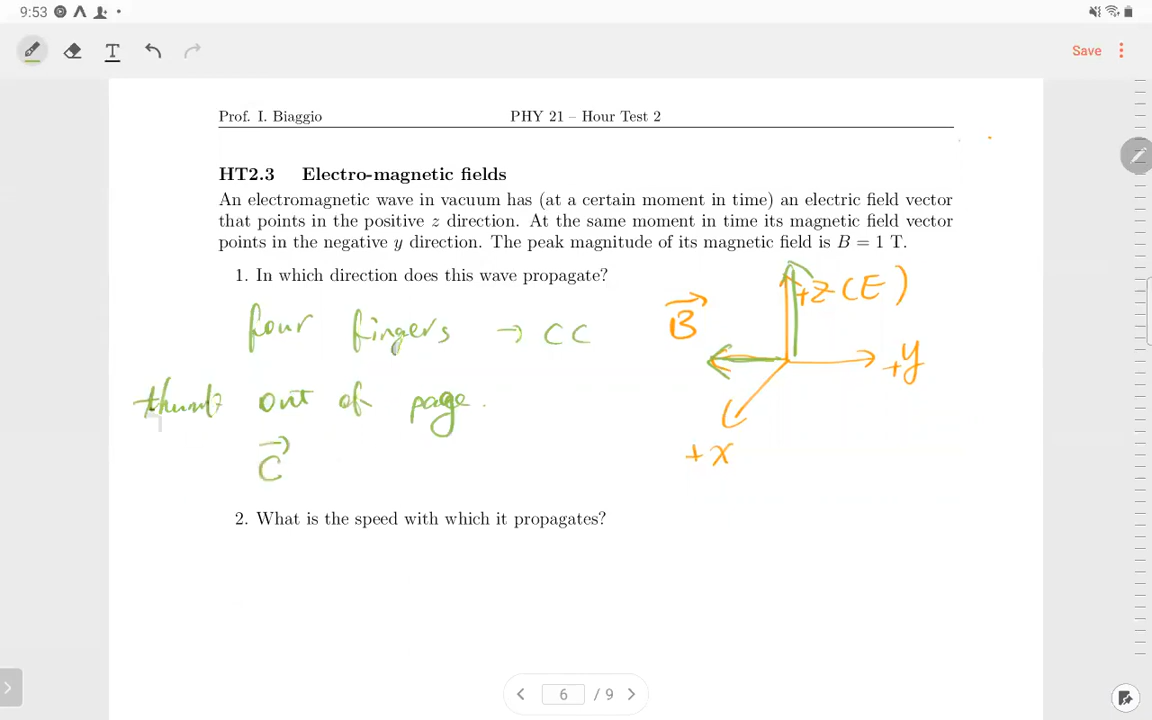 9:53
T
Save
Prof. I. Biaggio PHY 21 – Hour Test 2
HT2.3 Electro-magnetic fields
An electromagnetic wave in vacuum has (at a certain moment in time) an electric field vector
that points in the positive z direction. At the same moment in time its magnetic field vector
points in the negative y direction. The peak magnitude of its magnetic field is B = 1 T.
1. In which direction does this wave propagate?
+z (E)
B
four fingers → CC
+y
thumb out of page.
+x
C
2. What is the speed with which it propagates?
6 / 9